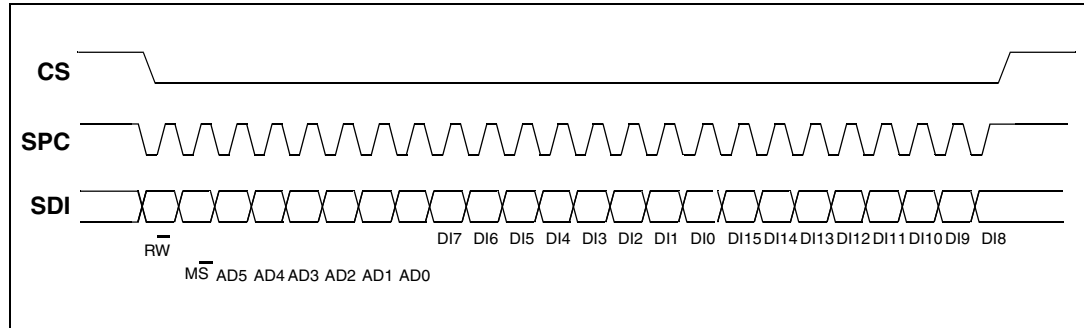 CS
SPC
SDI
DI7 DI6 DI5 DI4 DI3 DI2 DI1 DI0 DI15 DI14 DI13 DI12 DI11 DI10 DI9 DI8
RW̅
MS̅ AD5 AD4 AD3 AD2 AD1 AD0